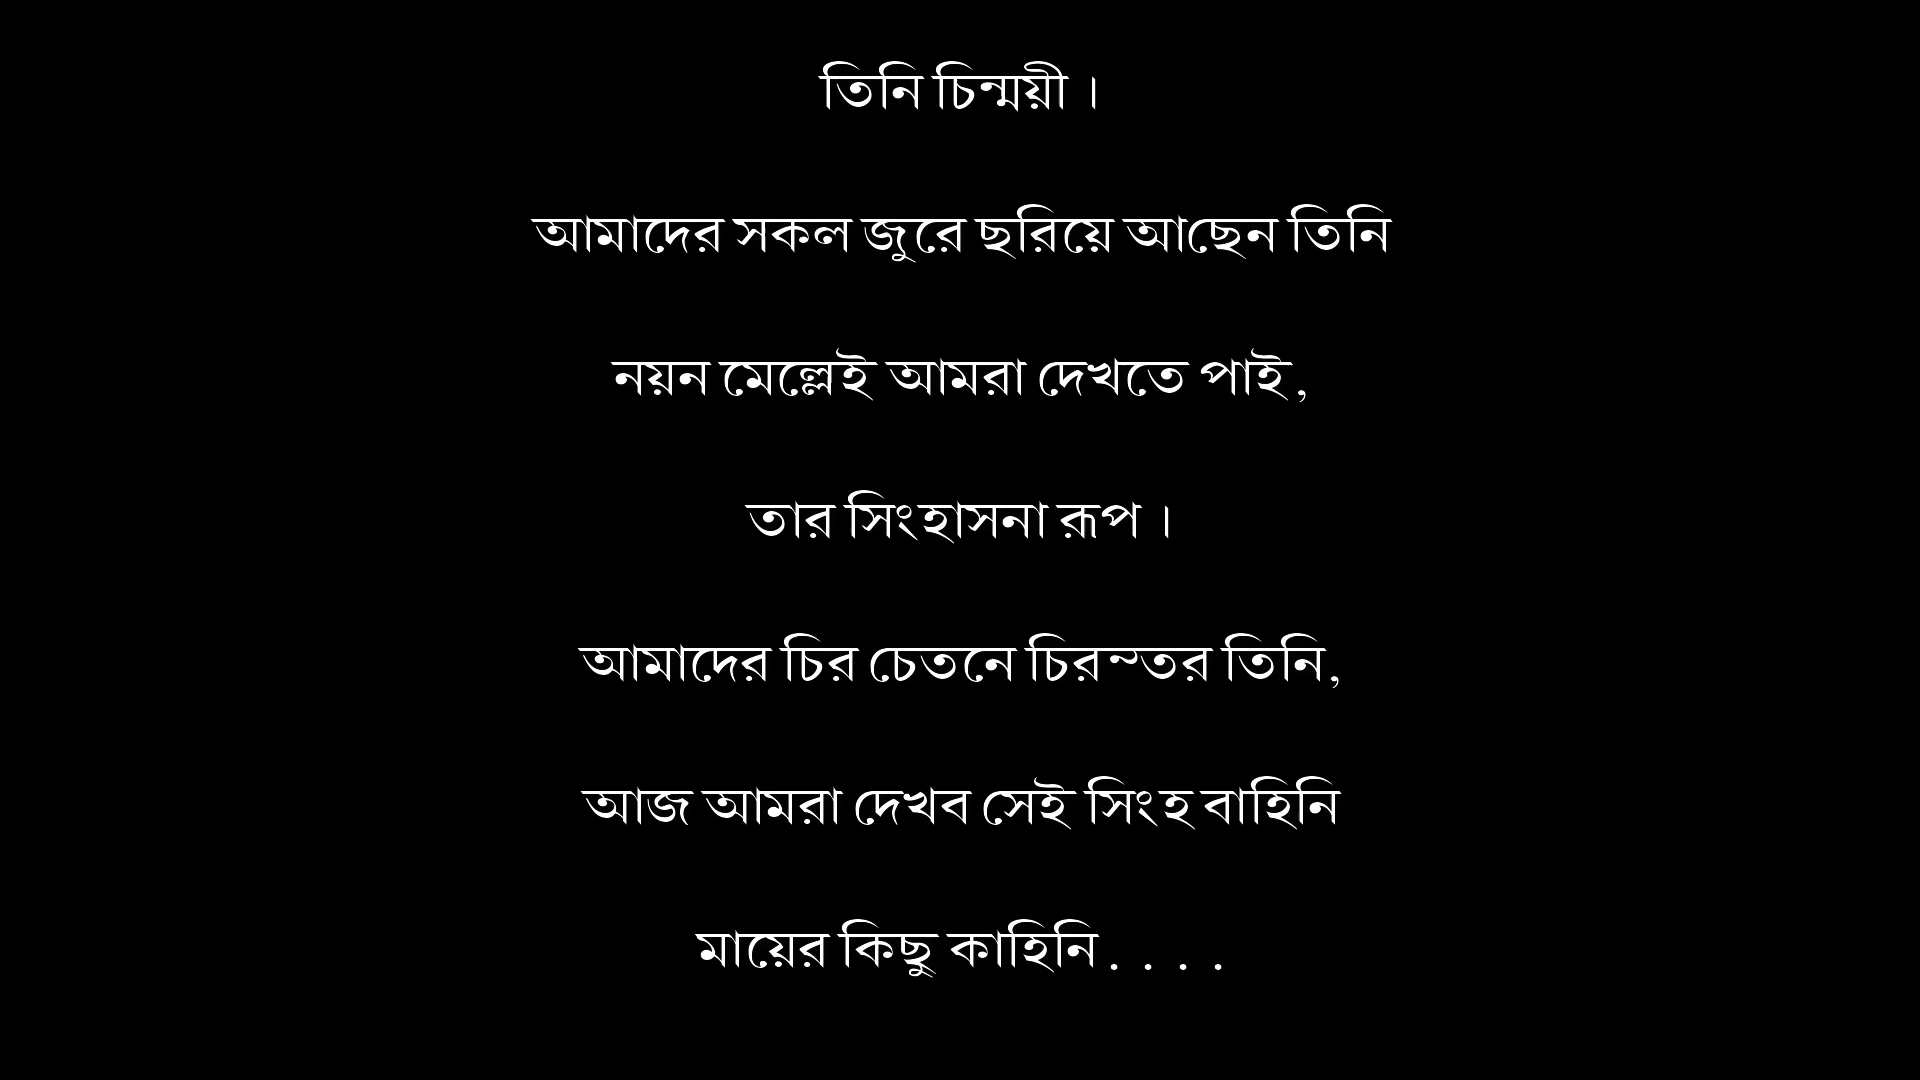 তিনি চিন্ময়ী ।
আমাদের সকল জুরে ছরিয়ে আছেন তিনি
নয়ন মেল্লেই আমরা দেখতে পাই,
তার সিংহাসনা রূপ ।
আমাদের চির চেতনে চিরন্তর তিনি,
আজ আমরা দেখব সেই সিংহ বাহিনি
মায়ের কিছু কাহিনি. . . .